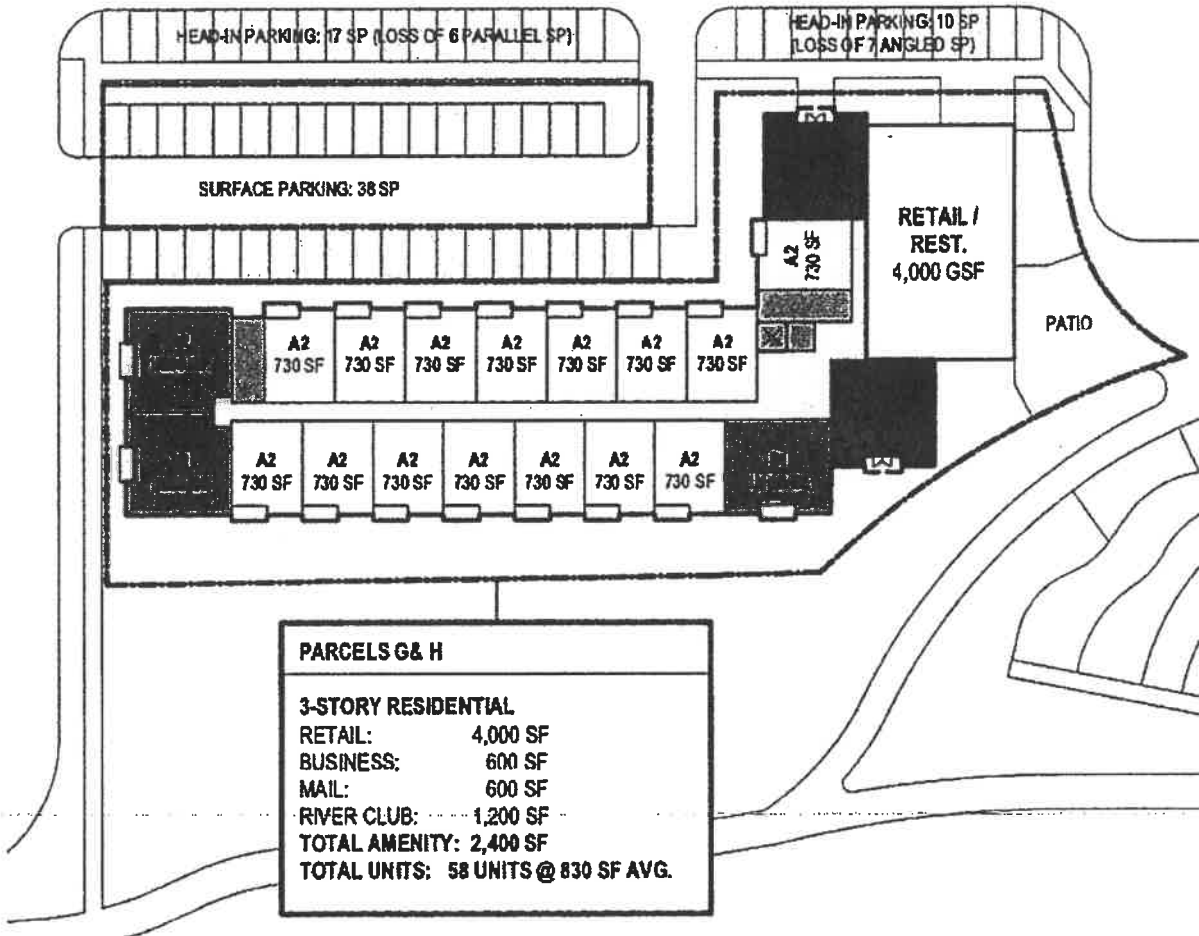 HEAD-IN PARKING: 17 SP (LOSS OF 6 PARALLEL SP)
HEAD-IN PARKING: 10 SP
(LOSS OF 7 ANGLED SP)
SURFACE PARKING: 38 SP
A2
730 SF
RETAIL /
REST.
4,000 GSF
PATIO
A2
730 SF
A2
730 SF
A2
730 SF
A2
730 SF
A2
730 SF
A2
730 SF
A2
730 SF
A2
730 SF
A2
730 SF
A2
730 SF
A2
730 SF
A2
730 SF
A2
730 SF
A2
730 SF
PARCELS G& H
3-STORY RESIDENTIAL
RETAIL: 4,000 SF
BUSINESS: 600 SF
MAIL: 600 SF
RIVER CLUB: 1,200 SF
TOTAL AMENITY: 2,400 SF
TOTAL UNITS: 58 UNITS @ 830 SF AVG.